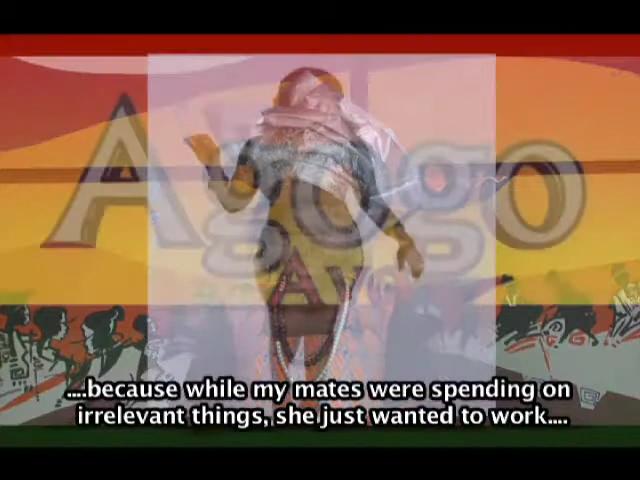 Agogo
....because while my mates were spending on
irrelevant things, she just wanted to work....